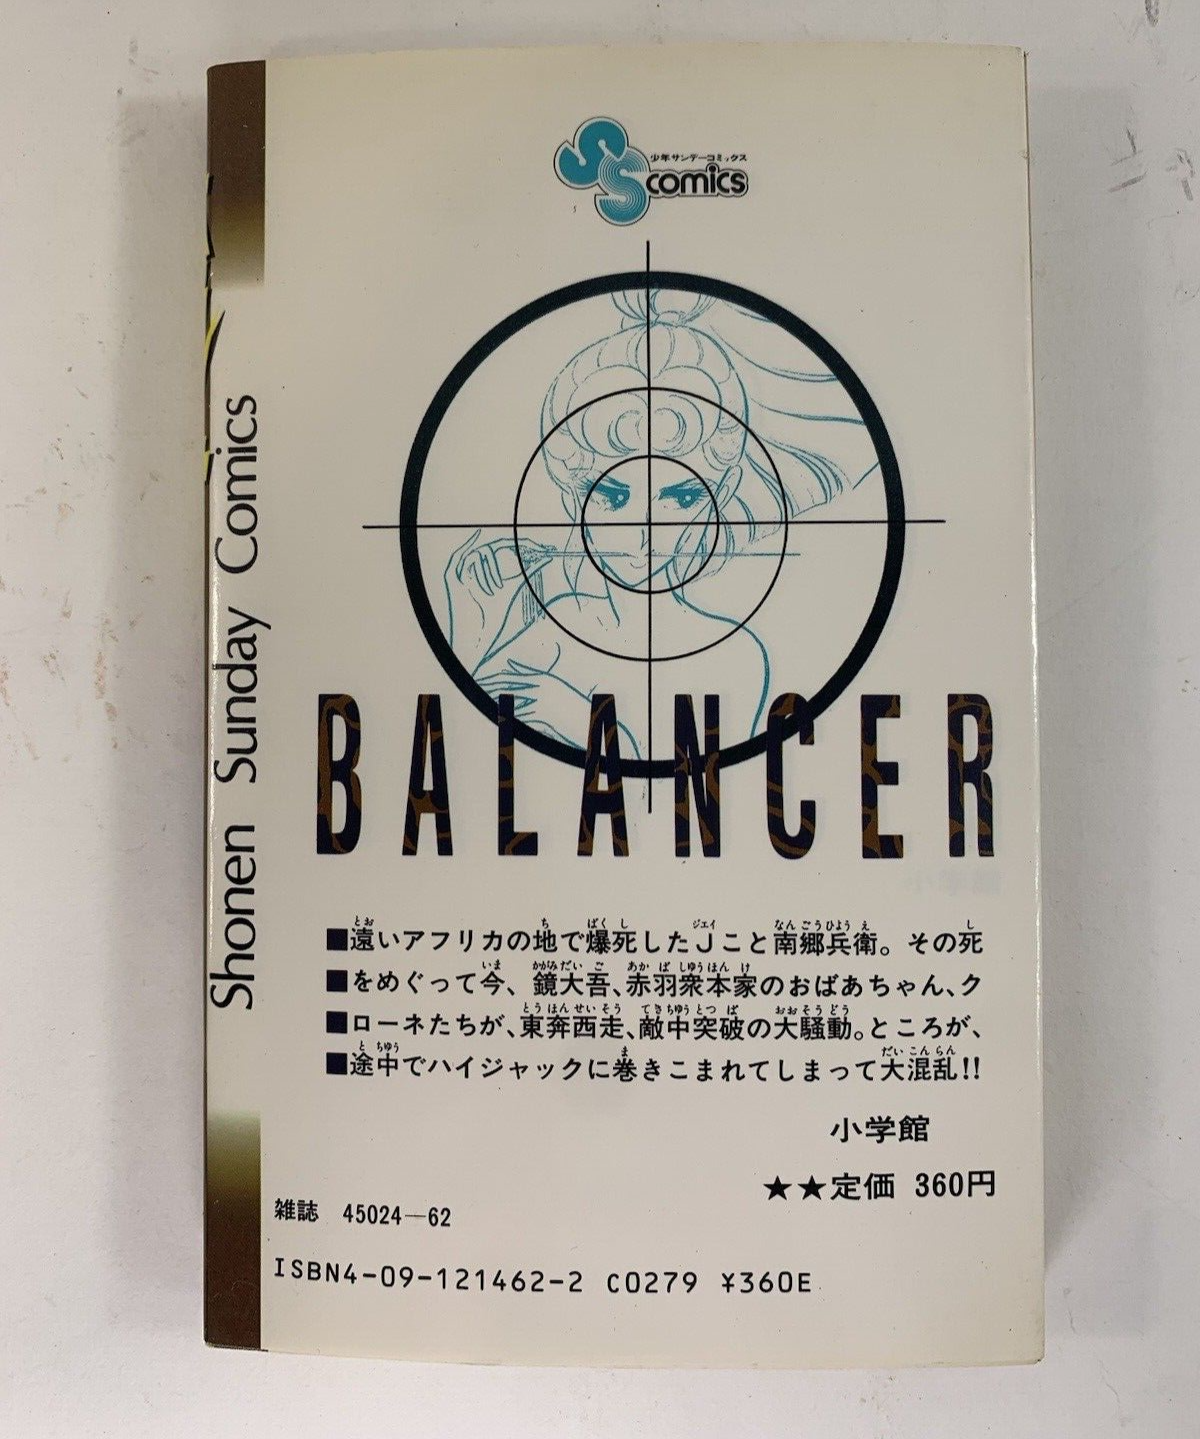 少年サンデーコミックス
SS comics
BALANCER
■遠いアフリカの地で爆死したJこと南郷兵衛。その死
■をめぐって今、鏡大吾、赤羽衆本家のおばあちゃん、ク
■ローネたちが、東奔西走、敵中突破の大騒動。ところが、
■途中でハイジャックに巻きこまれてしまって大混乱!!
小学館
★★定価 360円
雑誌 45024-62
ISBN4-09-121462-2 C0279 ¥360E
Shonen Sunday Comics